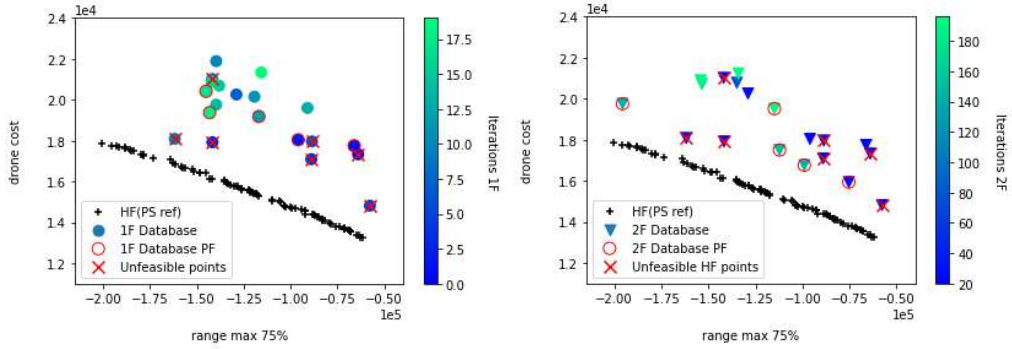 1e4
2.4
2.2
2.0
1.8
1.6
1.4
1.2
drone cost
HF(PS ref)
1F Database
1F Database PF
Unfeasible points
−2.00 −1.75 −1.50 −1.25 −1.00 −0.75 −0.50
1e5
range max 75%
17.5
15.0
12.5
10.0
7.5
5.0
2.5
0.0
Iterations 1F
1e4
2.4
2.2
2.0
1.8
1.6
1.4
1.2
drone cost
HF(PS ref)
2F Database
2F Database PF
Unfeasible HF points
−2.00 −1.75 −1.50 −1.25 −1.00 −0.75 −0.50
1e5
range max 75%
180
160
140
120
100
80
60
40
20
Iterations 2F